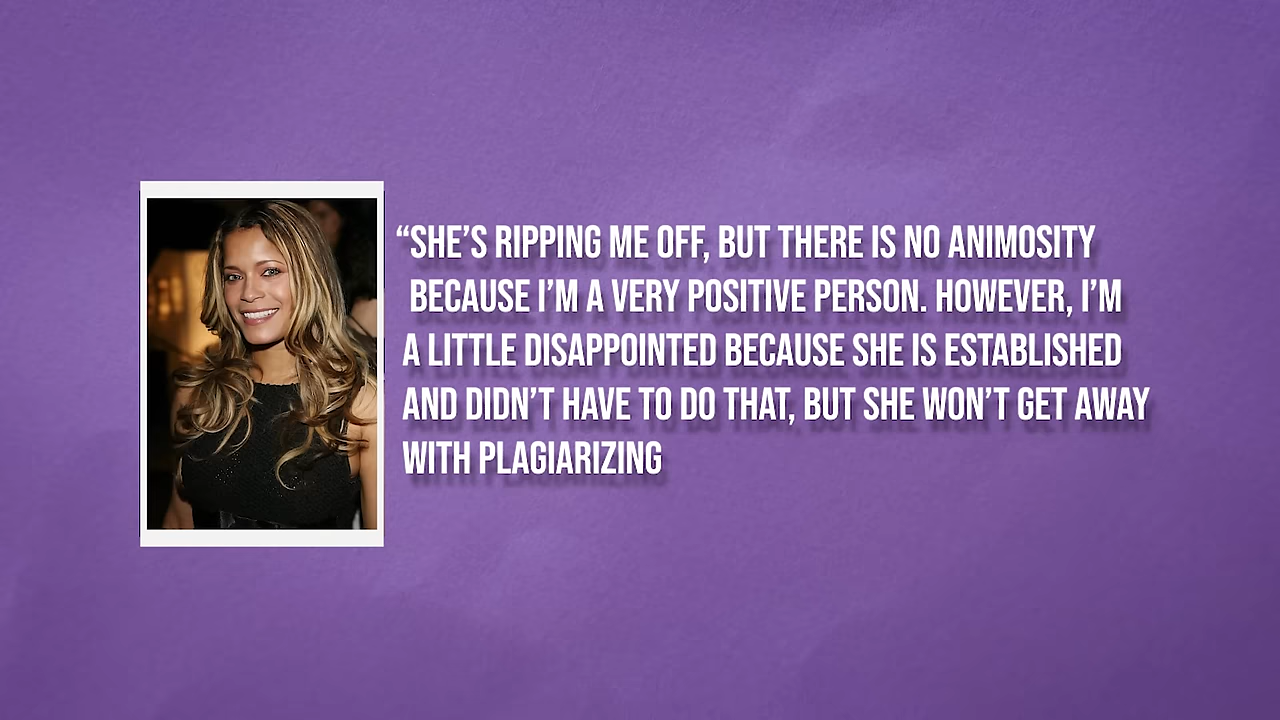 “SHE’S RIPPING ME OFF, BUT THERE IS NO ANIMOSITY
BECAUSE I’M A VERY POSITIVE PERSON. HOWEVER, I’M
A LITTLE DISAPPOINTED BECAUSE SHE IS ESTABLISHED
AND DIDN’T HAVE TO DO THAT, BUT SHE WON’T GET AWAY
WITH PLAGIARIZING